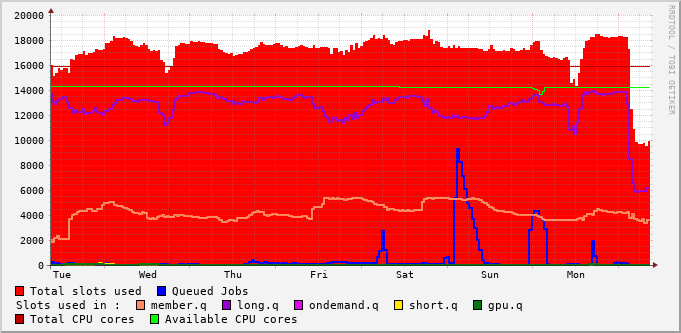 20000
18000
16000
14000
12000
10000
8000
6000
4000
2000
0
Tue Wed Thu Fri Sat Sun Mon
RRDTOOL / TOBI OETIKER
Total slots used Queued Jobs
Slots used in : member.q long.q ondemand.q short.q gpu.q
Total CPU cores Available CPU cores